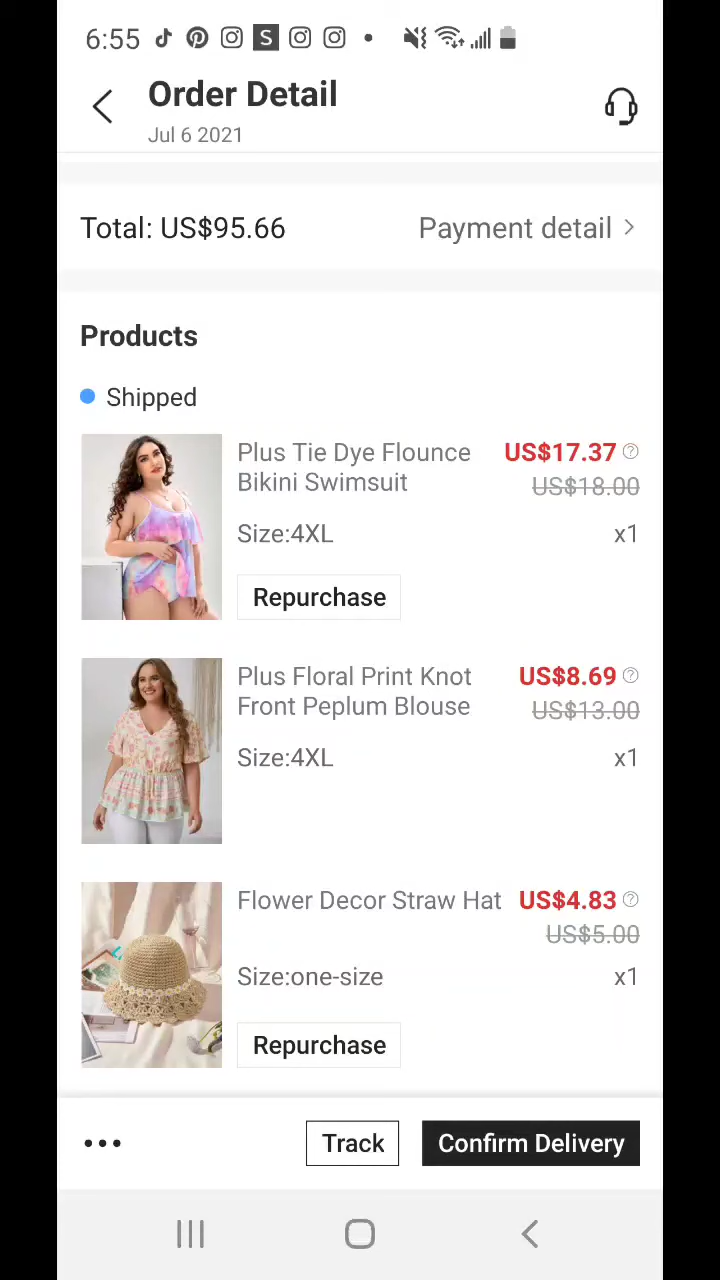 6:55
S
Order Detail
Jul 6 2021
Total: US$95.66
Payment detail >
Products
Shipped
Plus Tie Dye Flounce
Bikini Swimsuit
US$17.37 ?
US$18.00
Size:4XL
x1
Repurchase
Plus Floral Print Knot
Front Peplum Blouse
US$8.69 ?
US$13.00
Size:4XL
x1
Flower Decor Straw Hat
US$4.83 ?
US$5.00
Size:one-size
x1
Repurchase
Track
Confirm Delivery